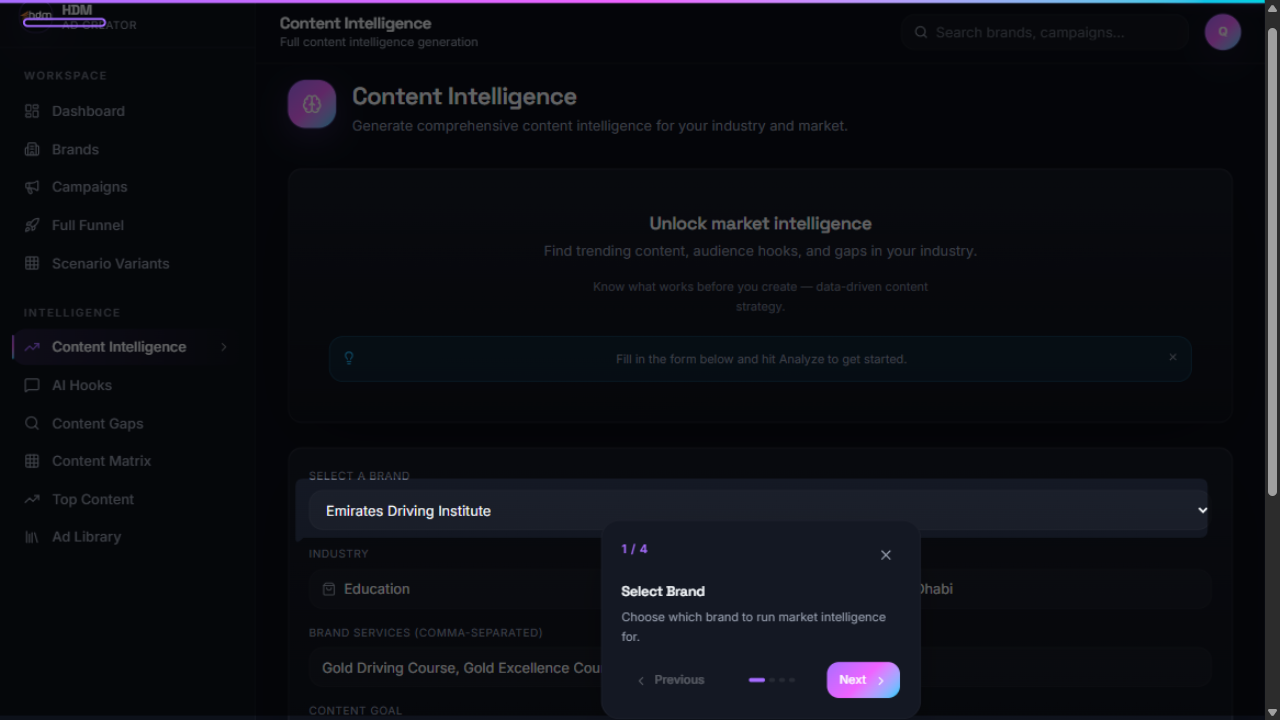 hdm
HDM
AD CREATOR
WORKSPACE
Dashboard
Brands
Campaigns
Full Funnel
Scenario Variants
INTELLIGENCE
Content Intelligence
AI Hooks
Content Gaps
Content Matrix
Top Content
Ad Library
Content Intelligence
Full content intelligence generation
Search brands, campaigns...
Q
Content Intelligence
Generate comprehensive content intelligence for your industry and market.
Unlock market intelligence
Find trending content, audience hooks, and gaps in your industry.
Know what works before you create — data-driven content
strategy.
Fill in the form below and hit Analyze to get started.
SELECT A BRAND
Emirates Driving Institute
INDUSTRY
Education
Dhabi
BRAND SERVICES (COMMA-SEPARATED)
Gold Driving Course, Gold Excellence
CONTENT GOAL
1 / 4
Select Brand
Choose which brand to run market intelligence
for.
Previous
Next